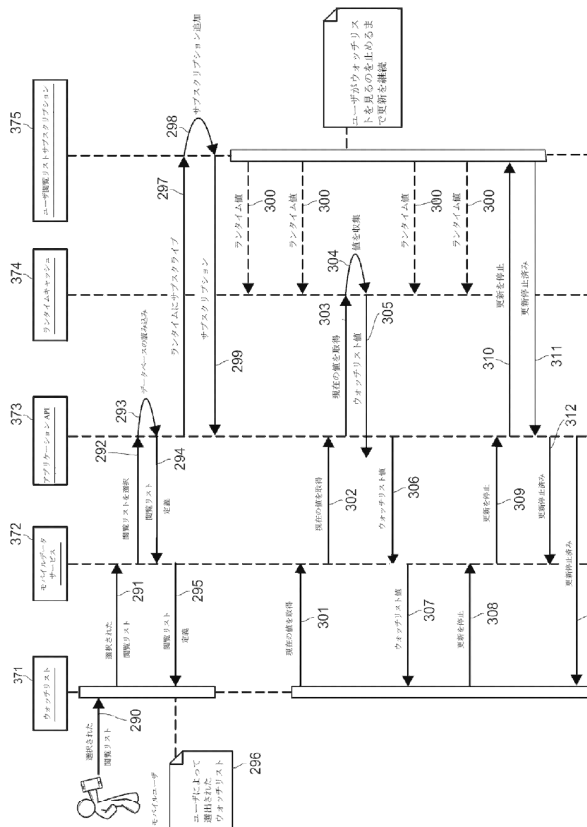 371
ウォッチリスト
372
モバイルデータ
サービス
373
アプリケーション API
374
ランタイムキャッシュ
375
ユーザ閲覧リストサブスクリプション
モバイルユーザ
選択された
閲覧リスト
290
選択された
閲覧リスト
291
閲覧リストを選択
292
データベースの読み込み
293
閲覧リスト
定義
294
閲覧リスト
定義
295
ユーザによって
選出された
ウォッチリスト
296
ランタイムにサブスクライブ
297
サブスクリプション追加
298
サブスクリプション
299
ユーザがウォッチリス
トを見るのを止めるま
で更新を継続
ランタイム値
300
ランタイム値
300
現在の値を取得
301
現在の値を取得
302
現在の値を取得
303
値を収集
304
ウォッチリスト値
305
ウォッチリスト値
306
ウォッチリスト値
307
ランタイム値
300
ランタイム値
300
更新を停止
308
更新を停止
309
更新を停止
310
更新停止済み
311
更新停止済み
312
更新停止済み